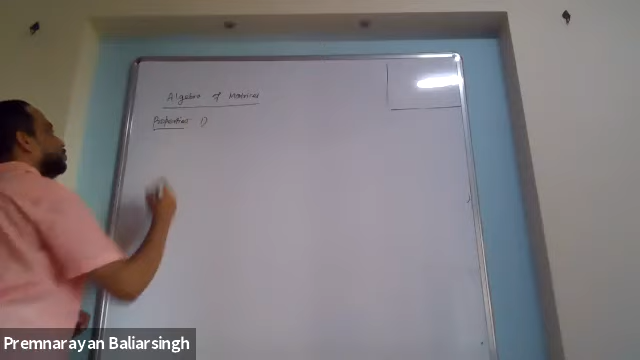 Algebra of Matrices
Properties 1)
Premnarayan Baliarsingh